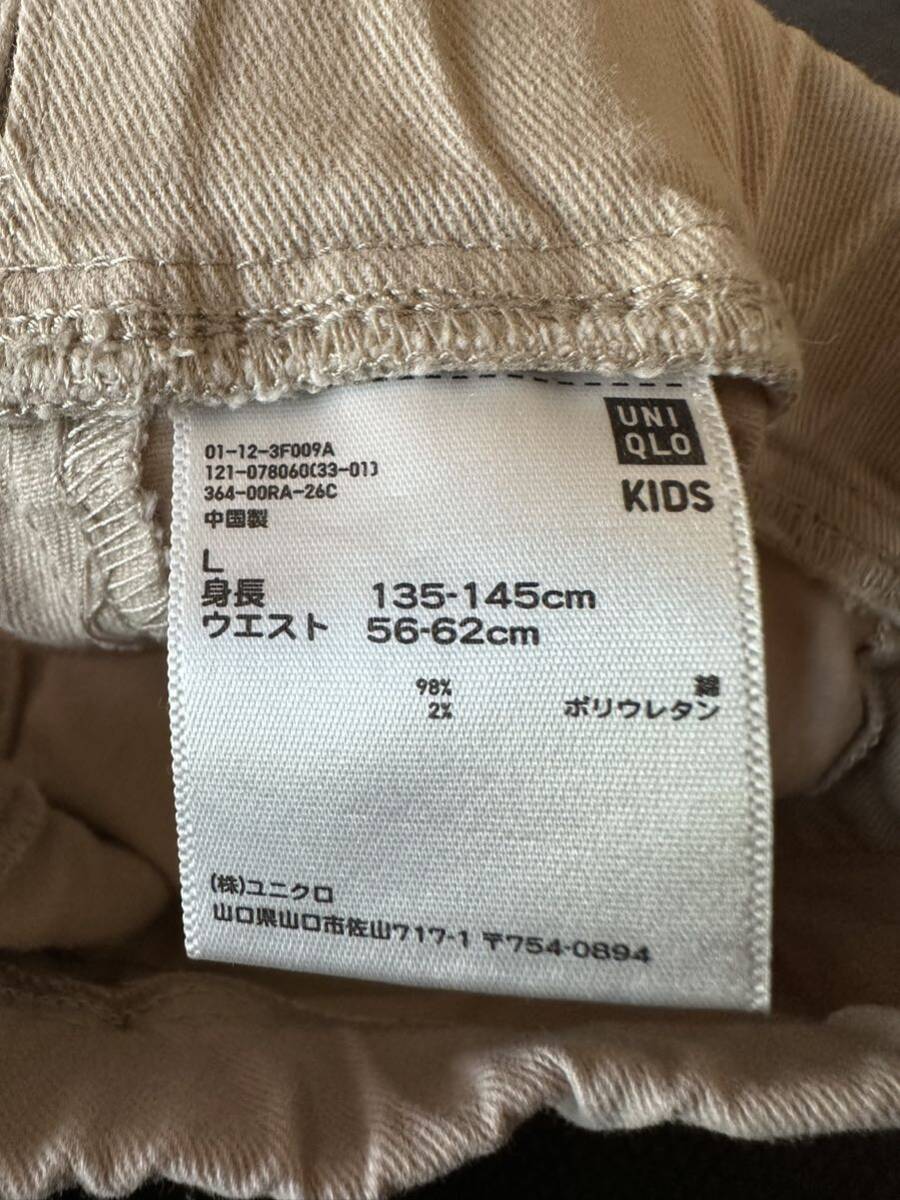 UNI
QLO
KIDS
01-12-3F009A
121-078060(33-01)
364-00RA-26C
中国製
L
身長 135-145cm
ウエスト 56-62cm
98% 綿
2% ポリウレタン
(株)ユニクロ
山口県山口市佐山717-1 〒754-0894